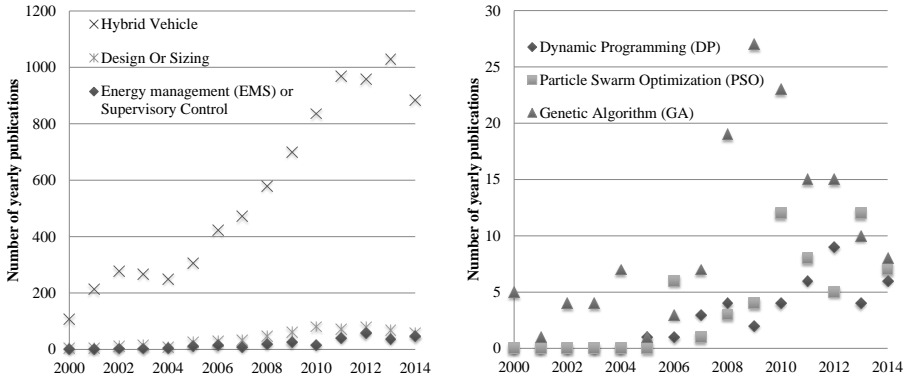 Number of yearly publications
1200
1000
800
600
400
200
0
× Hybrid Vehicle
Design Or Sizing
Energy management (EMS) or
Supervisory Control
2000 2002 2004 2006 2008 2010 2012 2014
Number of yearly publications
30
25
20
15
10
5
0
Dynamic Programming (DP)
Particle Swarm Optimization (PSO)
Genetic Algorithm (GA)
2000 2002 2004 2006 2008 2010 2012 2014